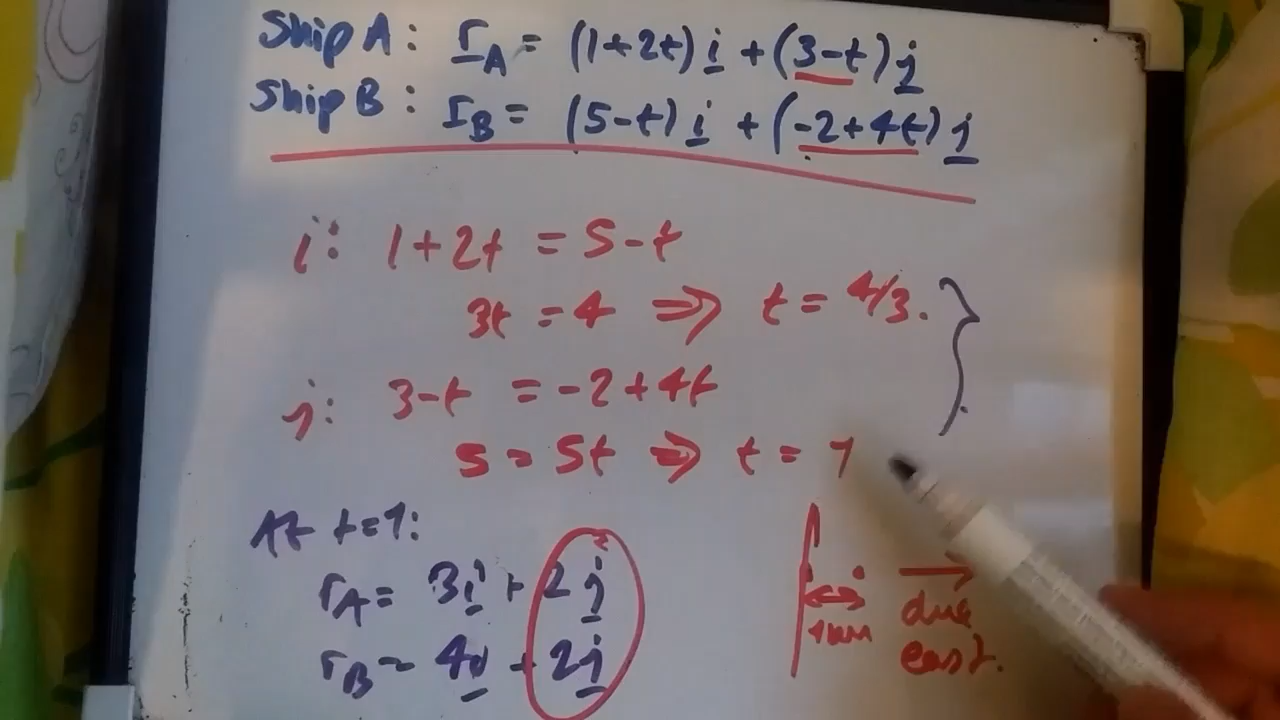 Ship A: r_A = (1+2t) i + (3-t) j
Ship B: r_B = (5-t) i + (-2+4t) j
i: 1+2t = 5-t
3t = 4 ⇒ t = 4/3.
j: 3-t = -2+4t
5 = 5t ⇒ t = 1
At t=1:
r_A = 3i + 2j
r_B = 4i + 2j
1km
due
east.